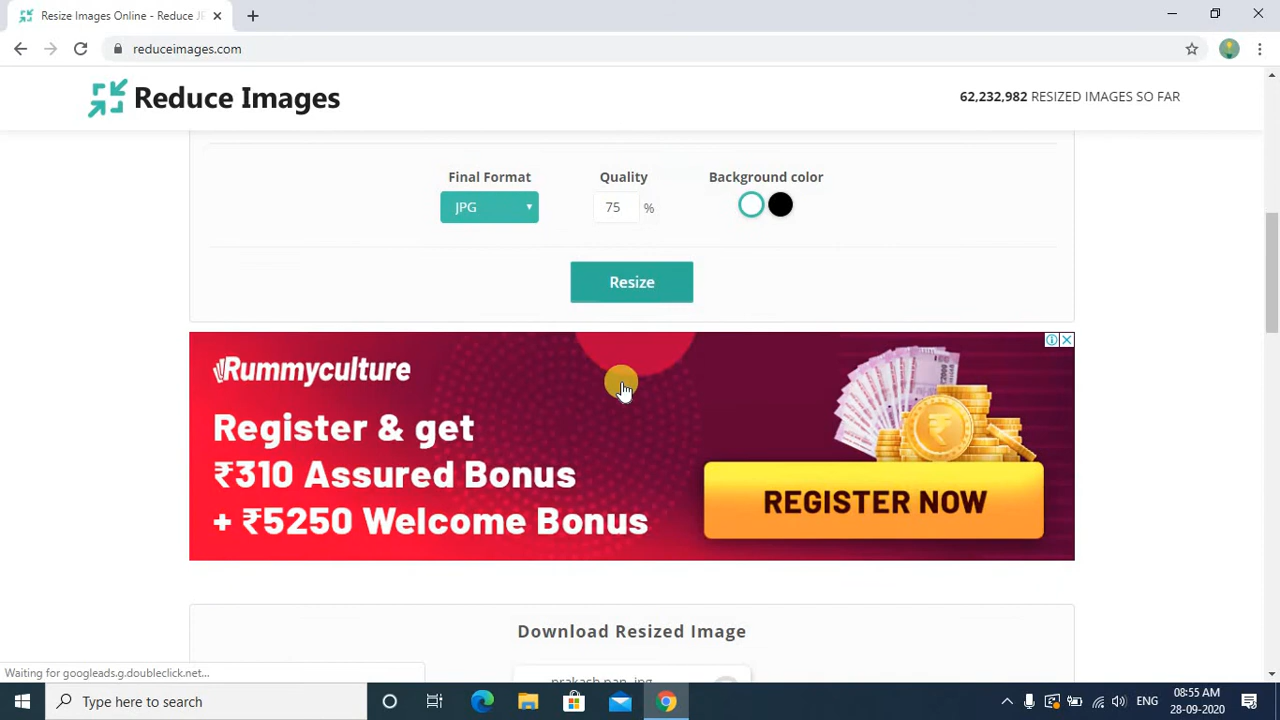 Resize Images Online - Reduce JP
reduceimages.com
Reduce Images
62,232,982 RESIZED IMAGES SO FAR
Final Format
Quality
Background color
JPG
75 %
Resize
Rummyculture
Register & get
₹310 Assured Bonus
+ ₹5250 Welcome Bonus
REGISTER NOW
Download Resized Image
Waiting for googleads.g.doubleclick.net...
Type here to search
ENG
08:55 AM
28-09-2020